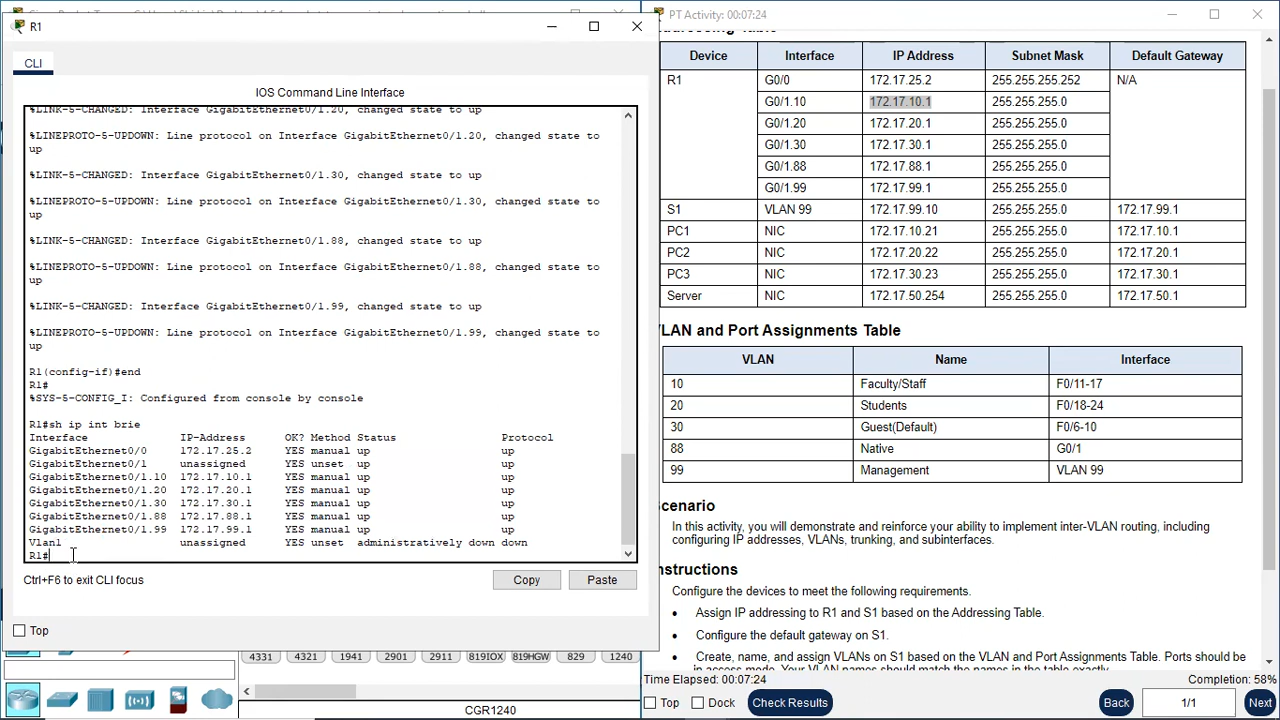 R1
CLI
IOS Command Line Interface
%LINK-5-CHANGED: Interface GigabitEthernet0/1.20, changed state to up
%LINEPROTO-5-UPDOWN: Line protocol on Interface GigabitEthernet0/1.20, changed state to
up
%LINK-5-CHANGED: Interface GigabitEthernet0/1.30, changed state to up
%LINEPROTO-5-UPDOWN: Line protocol on Interface GigabitEthernet0/1.30, changed state to
up
%LINK-5-CHANGED: Interface GigabitEthernet0/1.88, changed state to up
%LINEPROTO-5-UPDOWN: Line protocol on Interface GigabitEthernet0/1.88, changed state to
up
%LINK-5-CHANGED: Interface GigabitEthernet0/1.99, changed state to up
%LINEPROTO-5-UPDOWN: Line protocol on Interface GigabitEthernet0/1.99, changed state to
up
R1(config-if)#end
R1#
%SYS-5-CONFIG_I: Configured from console by console
R1#sh ip int brie
Interface IP-Address OK? Method Status Protocol
GigabitEthernet0/0 172.17.25.2 YES manual up up
GigabitEthernet0/1 unassigned YES unset up up
GigabitEthernet0/1.10 172.17.10.1 YES manual up up
GigabitEthernet0/1.20 172.17.20.1 YES manual up up
GigabitEthernet0/1.30 172.17.30.1 YES manual up up
GigabitEthernet0/1.88 172.17.88.1 YES manual up up
GigabitEthernet0/1.99 172.17.99.1 YES manual up up
Vlan1 unassigned YES unset administratively down down
R1#
Ctrl+F6 to exit CLI focus
Copy
Paste
Top
4331 4321 1941 2901 2911 819IOX 819HGW 829 1240
CGR1240
PT Activity: 00:07:24
Device Interface IP Address Subnet Mask Default Gateway
R1 G0/0 172.17.25.2 255.255.255.252 N/A
G0/1.10 172.17.10.1 255.255.255.0
G0/1.20 172.17.20.1 255.255.255.0
G0/1.30 172.17.30.1 255.255.255.0
G0/1.88 172.17.88.1 255.255.255.0
G0/1.99 172.17.99.1 255.255.255.0
S1 VLAN 99 172.17.99.10 255.255.255.0 172.17.99.1
PC1 NIC 172.17.10.21 255.255.255.0 172.17.10.1
PC2 NIC 172.17.20.22 255.255.255.0 172.17.20.1
PC3 NIC 172.17.30.23 255.255.255.0 172.17.30.1
Server NIC 172.17.50.254 255.255.255.0 172.17.50.1
VLAN and Port Assignments Table
VLAN Name Interface
10 Faculty/Staff F0/11-17
20 Students F0/18-24
30 Guest(Default) F0/6-10
88 Native G0/1
99 Management VLAN 99
cenario
In this activity, you will demonstrate and reinforce your ability to implement inter-VLAN routing, including
configuring IP addresses, VLANs, trunking, and subinterfaces.
nstructions
Configure the devices to meet the following requirements.
• Assign IP addressing to R1 and S1 based on the Addressing Table.
• Configure the default gateway on S1.
• Create, name, and assign VLANs on S1 based on the VLAN and Port Assignments Table. Ports should be
in access mode. Your VLAN names should match the names in the table exactly.
Time Elapsed: 00:07:24 Completion: 58%
Top Dock Check Results Back 1/1 Next